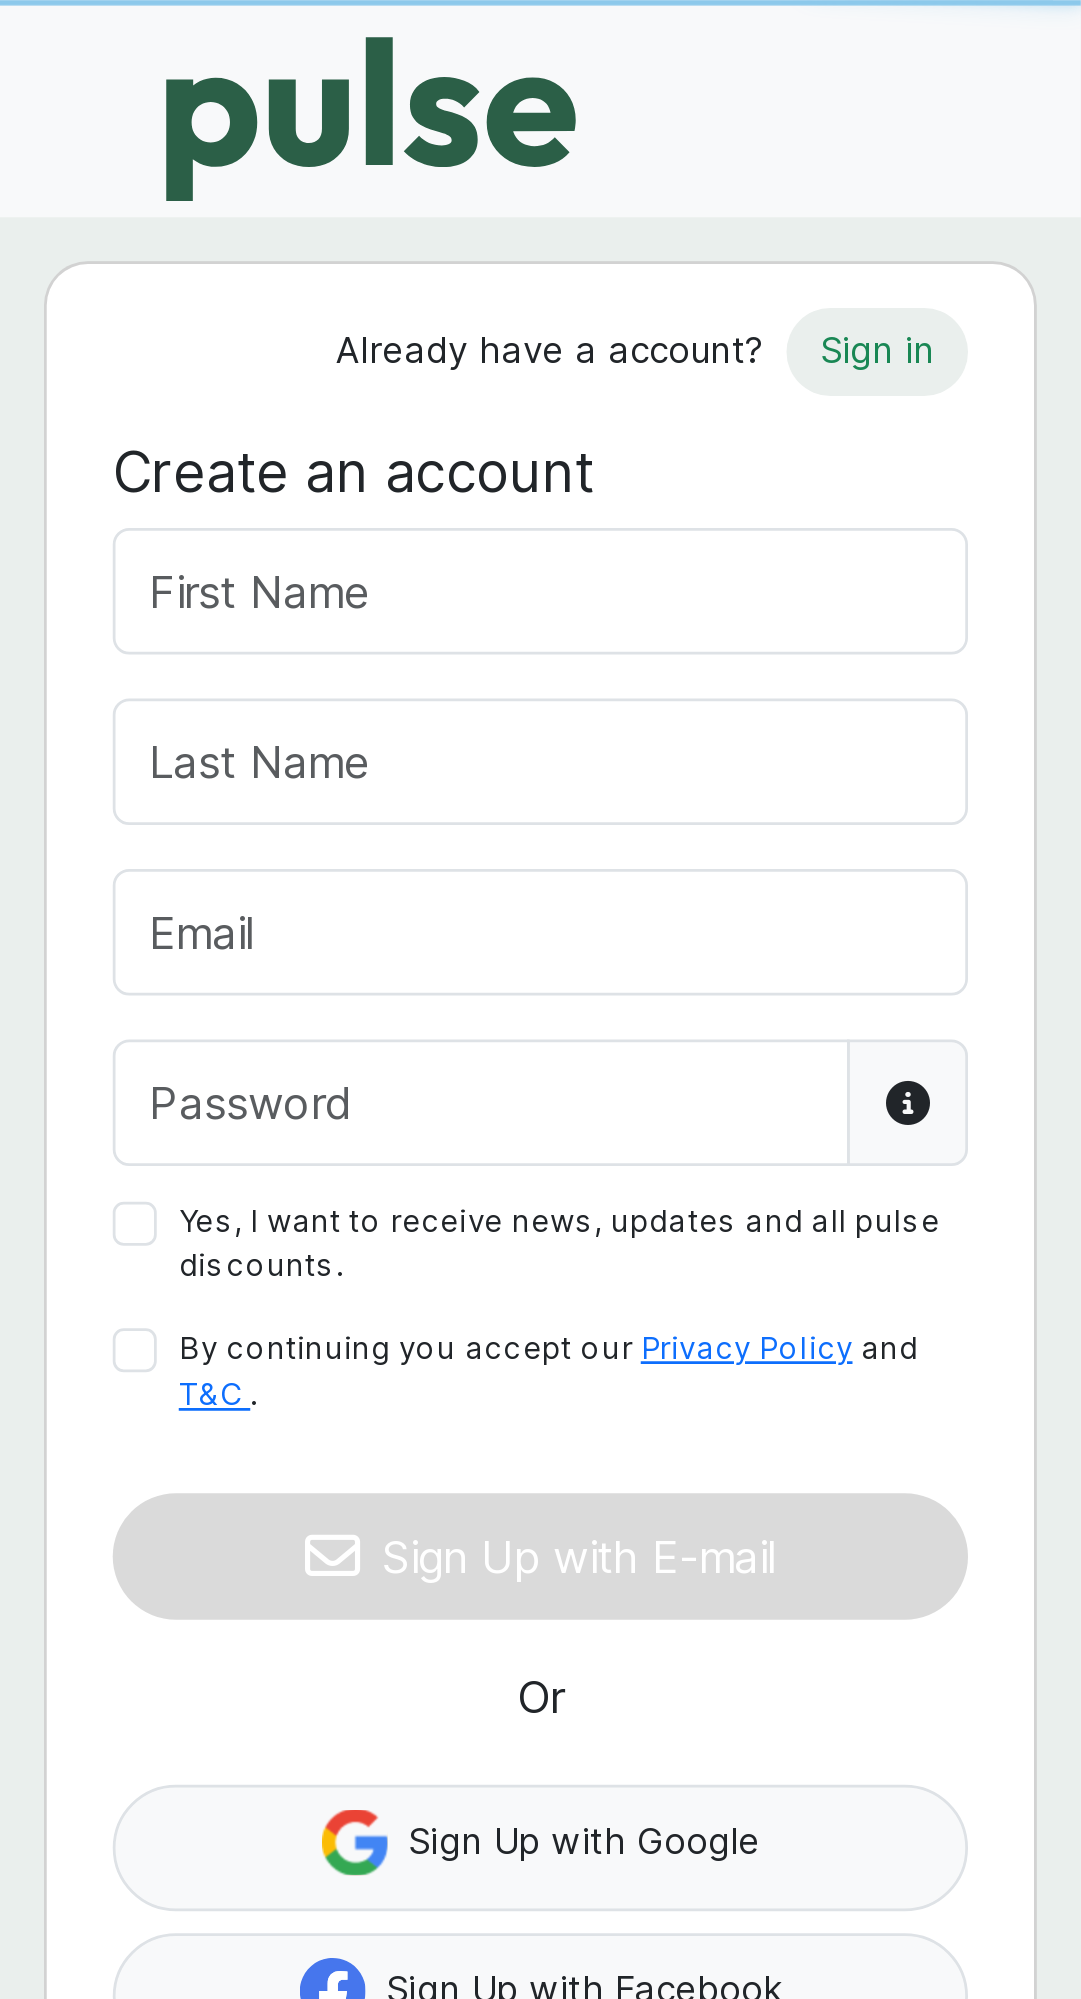 pulse
Already have a account? Sign in
Create an account
First Name
Last Name
Email
Password
Yes, I want to receive news, updates and all pulse
discounts.
By continuing you accept our Privacy Policy and
T&C .
Sign Up with E-mail
Or
Sign Up with Google
Sign Up with Facebook